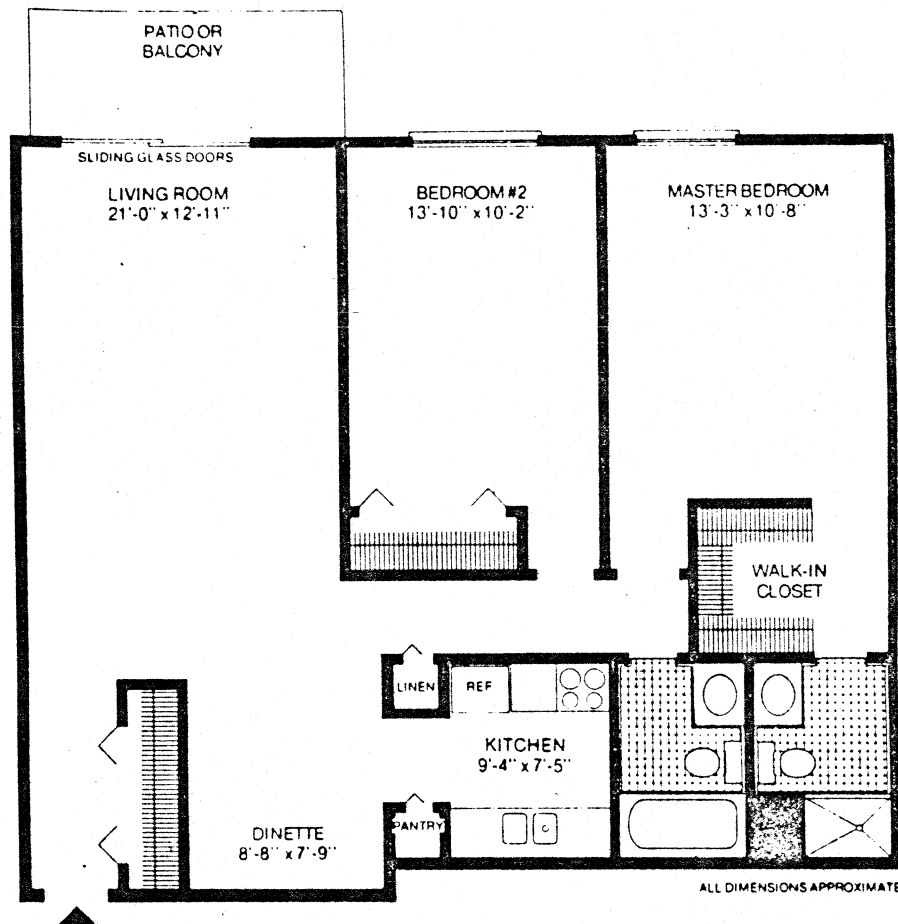 PATIO OR
BALCONY
SLIDING GLASS DOORS
LIVING ROOM
21'-0" x 12'-11"
BEDROOM #2
13'-10" x 10'-2"
MASTER BEDROOM
13'-3" x 10'-8"
WALK-IN
CLOSET
LINEN
REF
KITCHEN
9'-4" x 7'-5"
PANTRY
DINETTE
8'-8" x 7'-9"
ALL DIMENSIONS APPROXIMATE